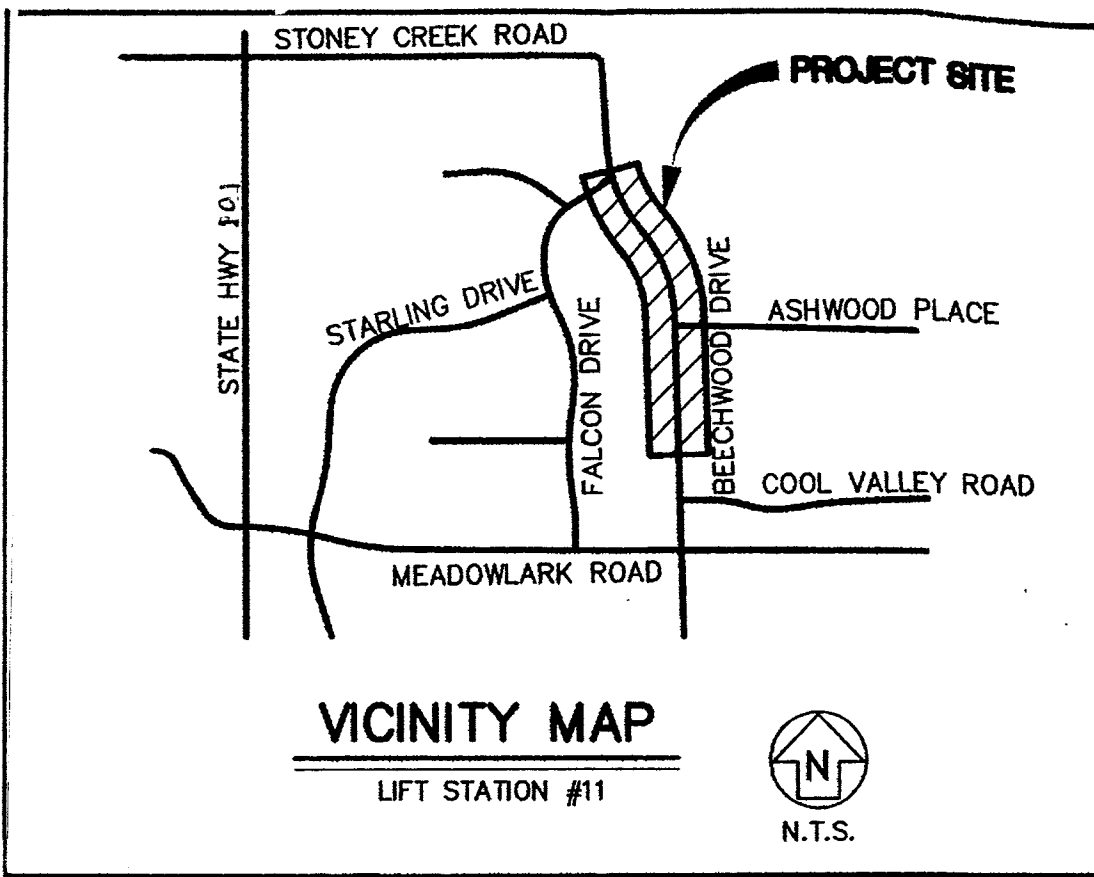 STONEY CREEK ROAD
PROJECT SITE
STATE HWY 101
STARLING DRIVE
FALCON DRIVE
BEECHWOOD DRIVE
ASHWOOD PLACE
COOL VALLEY ROAD
MEADOWLARK ROAD
VICINITY MAP
LIFT STATION #11
N
N.T.S.